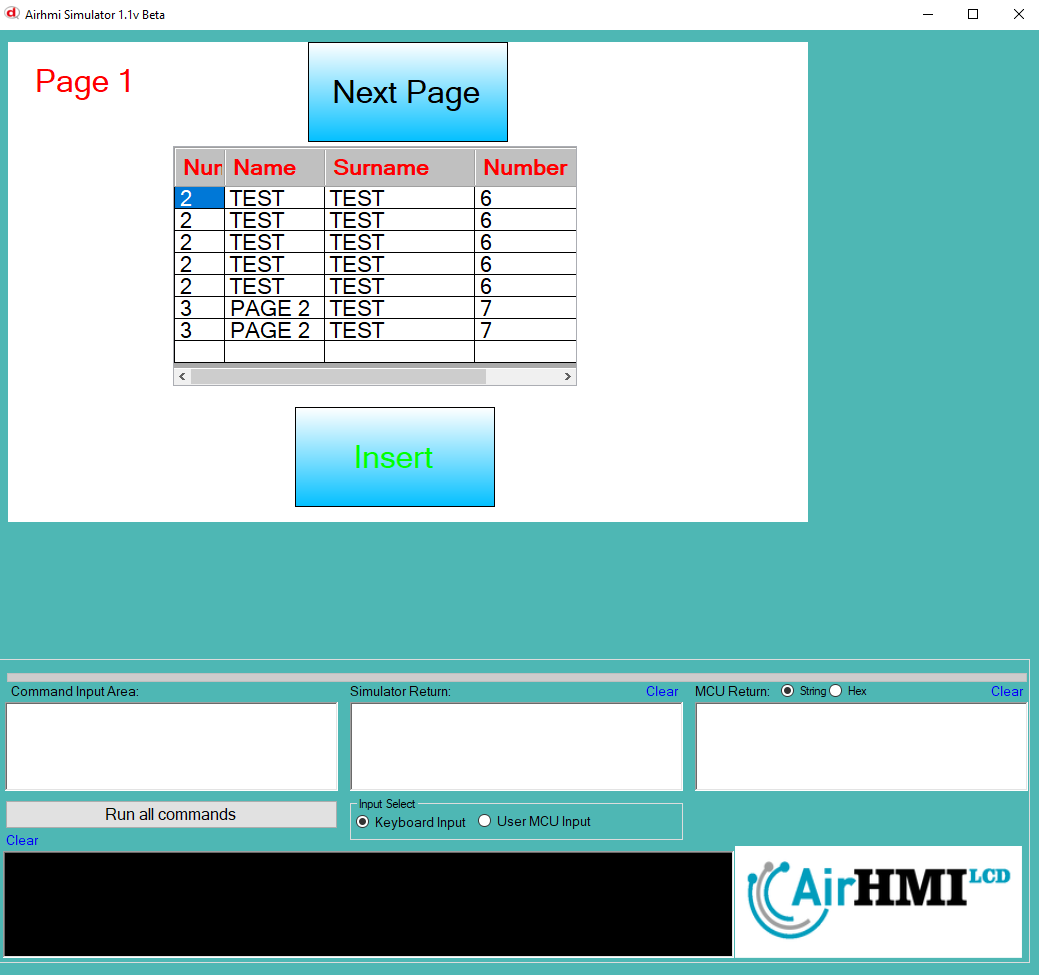 Airhmi Simulator 1.1v Beta
Page 1
Next Page
Nur Name Surname Number
2 TEST TEST 6
2 TEST TEST 6
2 TEST TEST 6
2 TEST TEST 6
2 TEST TEST 6
3 PAGE 2 TEST 7
3 PAGE 2 TEST 7
Insert
Command Input Area: Simulator Return: Clear MCU Return: String Hex Clear
Run all commands
Input Select
Keyboard Input User MCU Input
Clear
AirHMI LCD